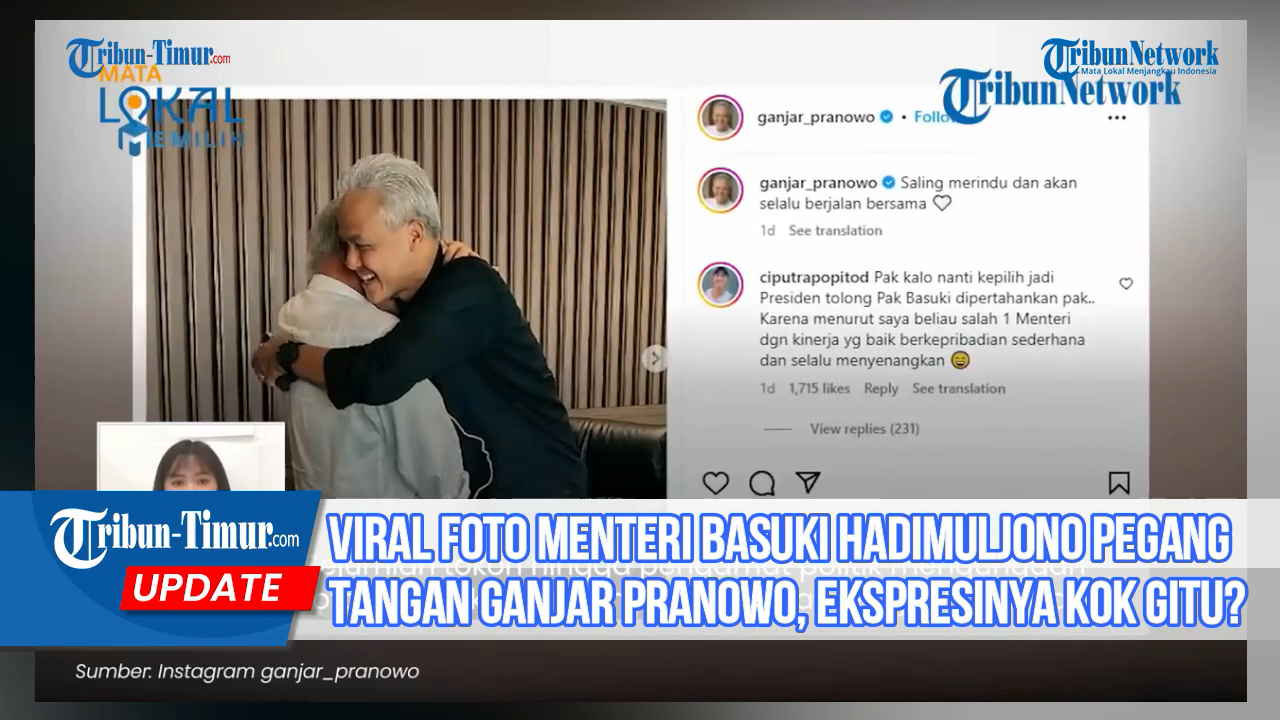 Tribun-Timur.com
MATA
LOKAL
MEMILIH
TribunNetwork
Mata Lokal Menjangkau Indonesia
TribunNetwork
ganjar_pranowo • Follo
ganjar_pranowo Saling merindu dan akan
selalu berjalan bersama
1d See translation
ciputrapopitod Pak kalo nanti kepilih jadi
Presiden tolong Pak Basuki dipertahankan pak..
Karena menurut saya beliau salah 1 Menteri
dgn kinerja yg baik berkepribadian sederhana
dan selalu menyenangkan 😄
1d 1,715 likes Reply See translation
View replies (231)
Tribun-Timur.com
UPDATE
VIRAL FOTO MENTERI BASUKI HADIMULJONO PEGANG
TANGAN GANJAR PRANOWO, EKSPRESINYA KOK GITU?
Sumber: Instagram ganjar_pranowo